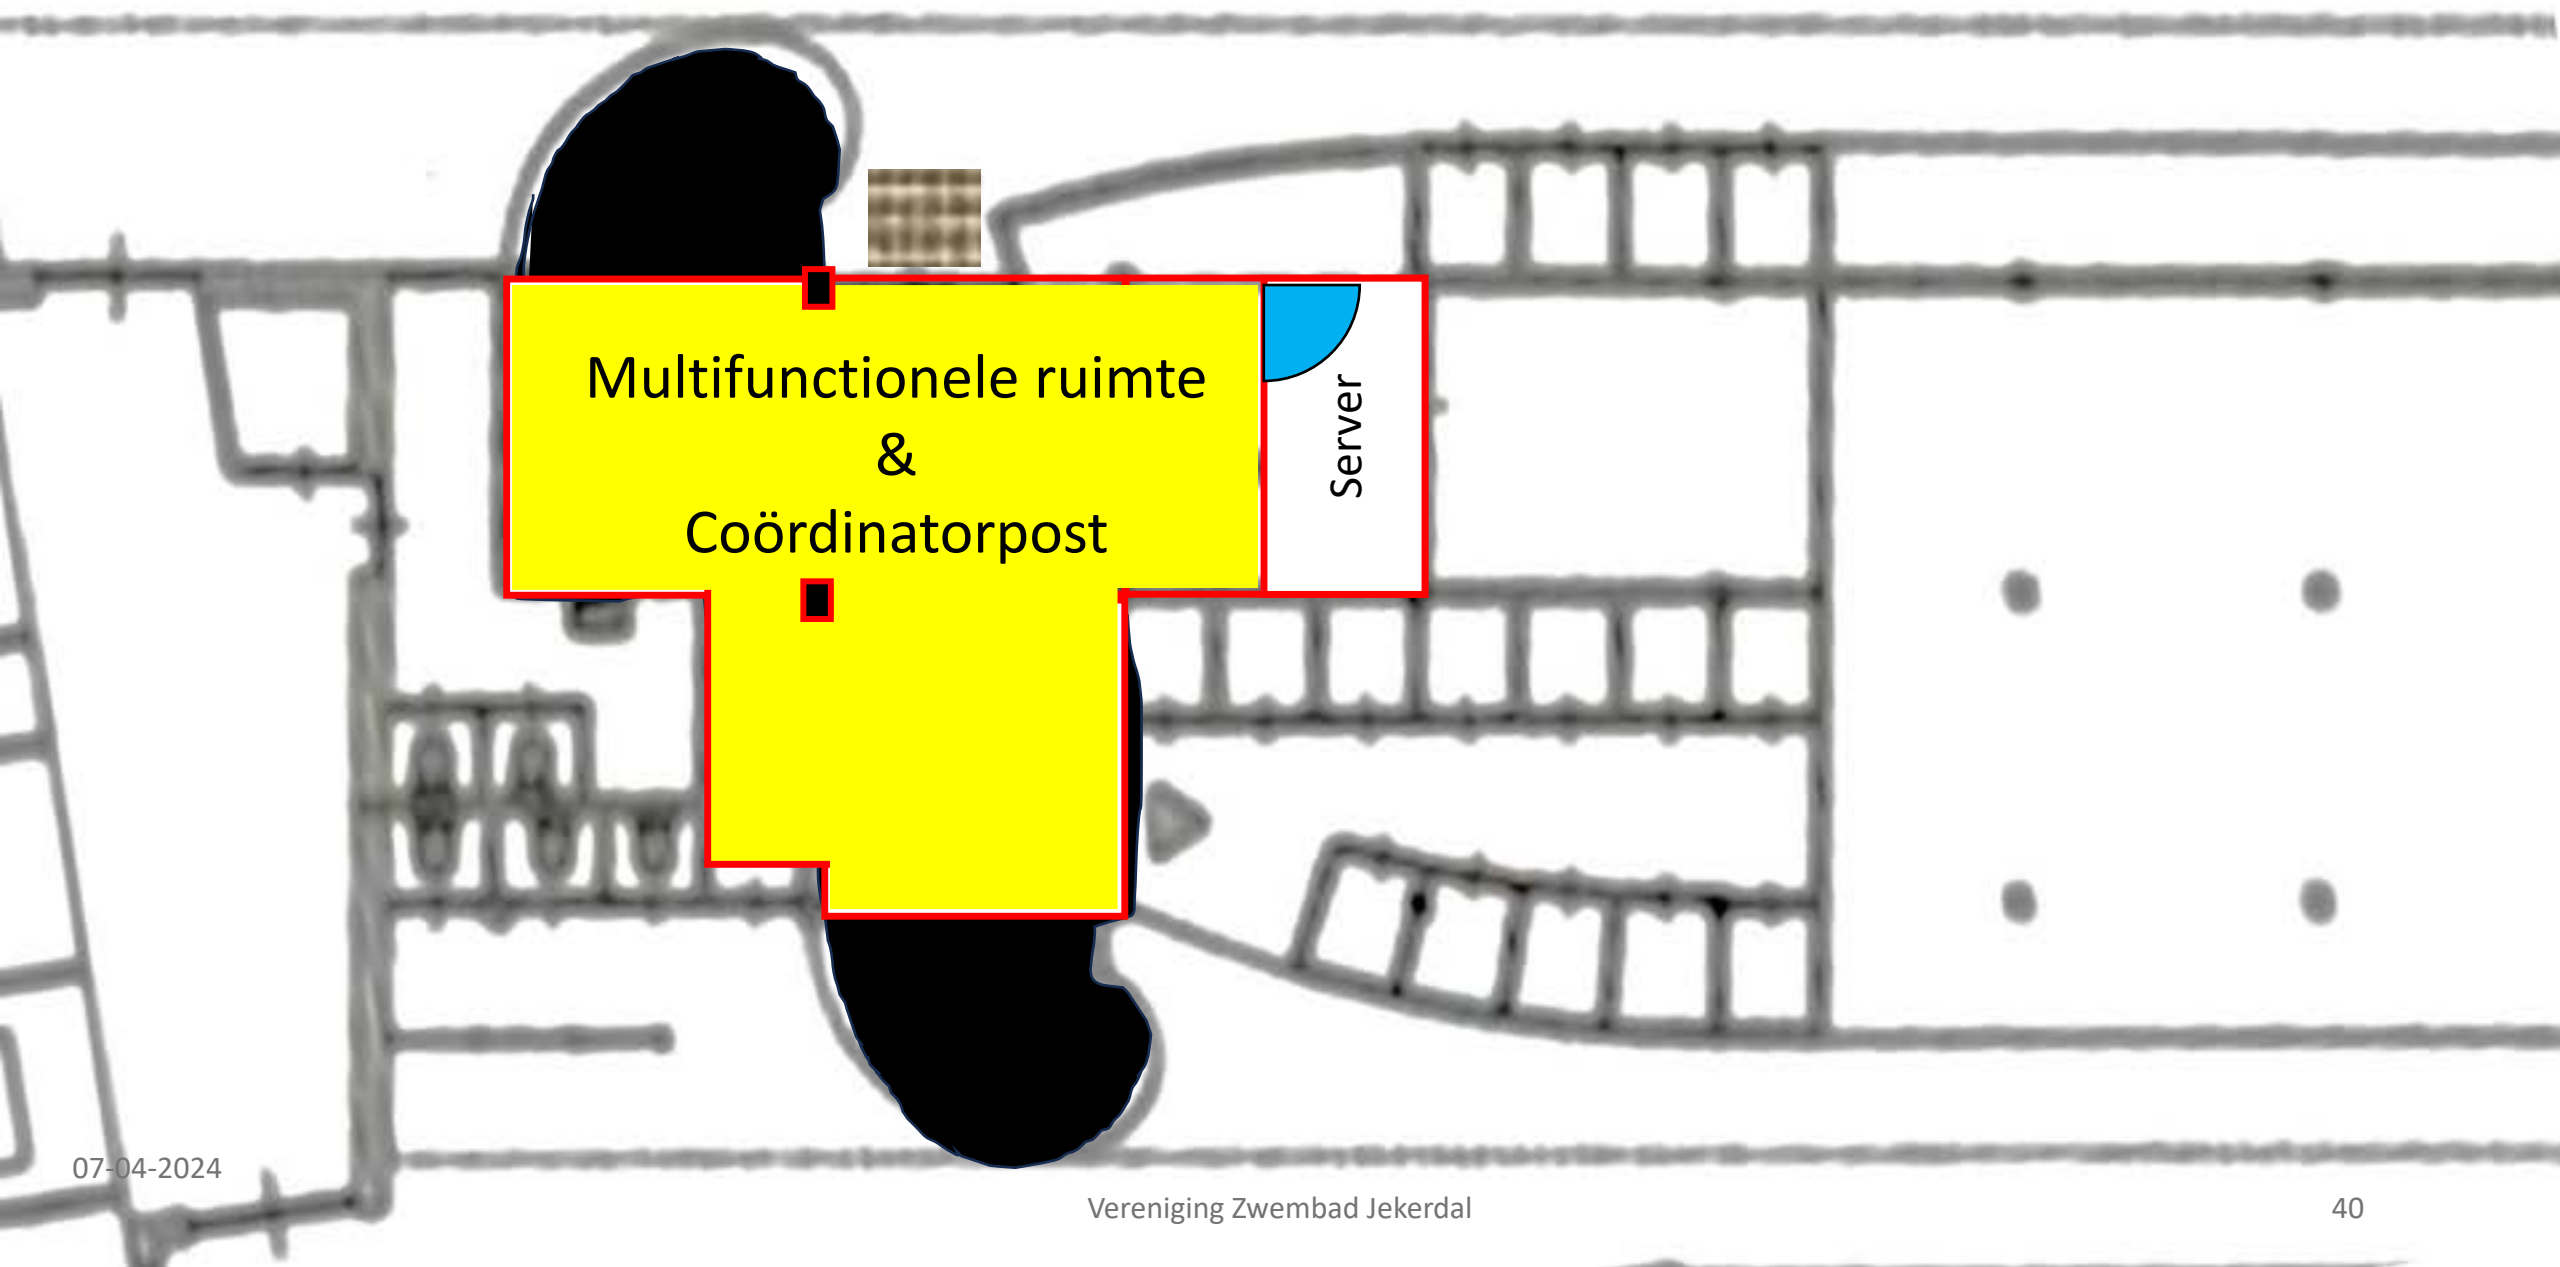 Multifunctionele ruimte
&
Coördinatorpost
Server
07-04-2024
Vereniging Zwembad Jekerdal
40